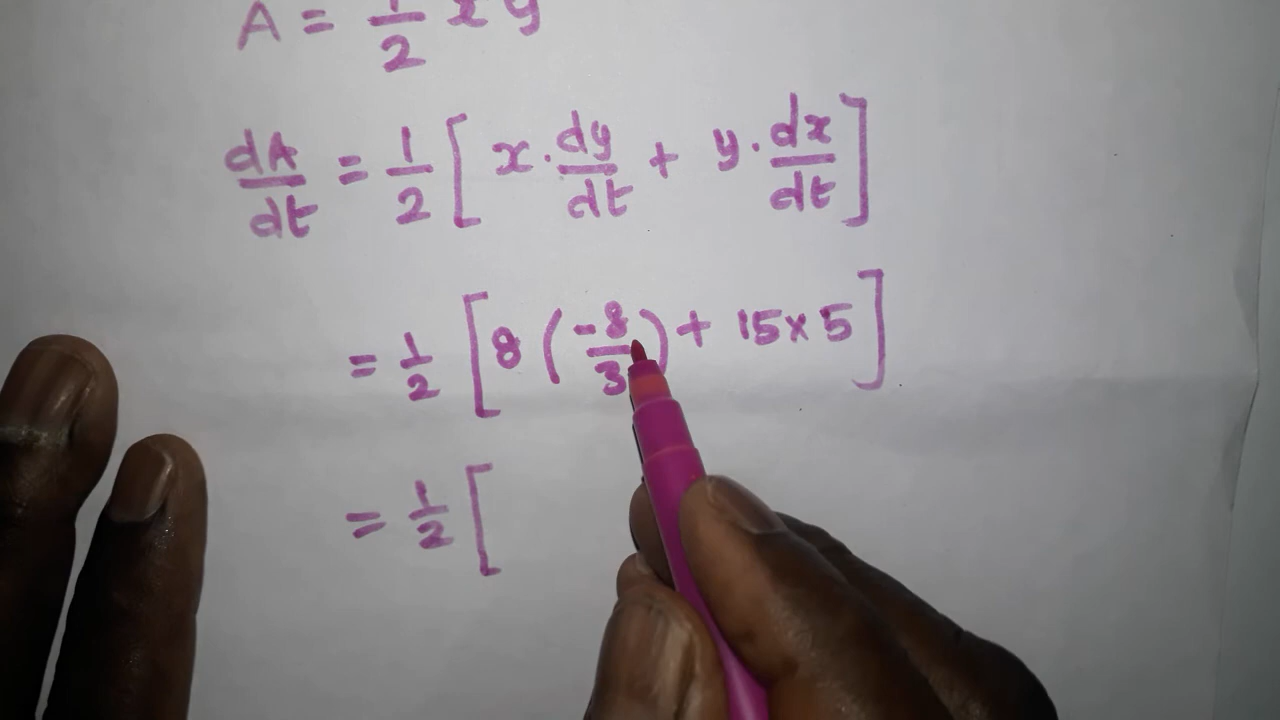 A = 1/2 x y
dA/dt = 1/2 [ x · dy/dt + y · dx/dt ]
= 1/2 [ 8 ( -8/3 ) + 15 × 5 ]
= 1/2 [